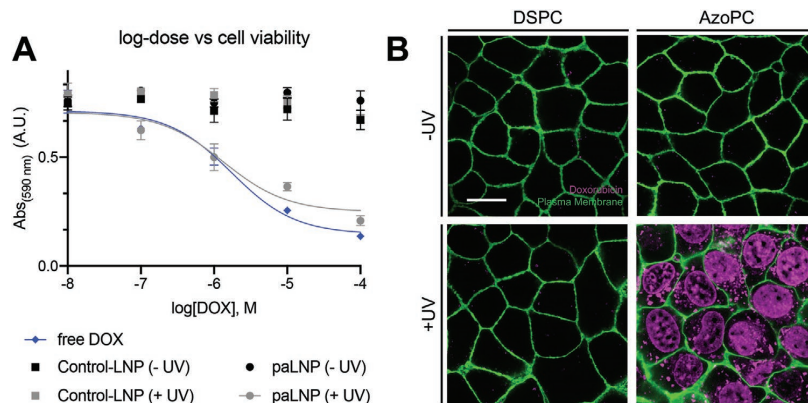 A
log-dose vs cell viability
Abs(590 nm) (A.U.)
0.5
0.0
-8 -7 -6 -5 -4
log[DOX], M
free DOX
Control-LNP (- UV) paLNP (- UV)
Control-LNP (+ UV) paLNP (+ UV)
B
DSPC AzoPC
-UV
Doxorubicin
Plasma Membrane
+UV